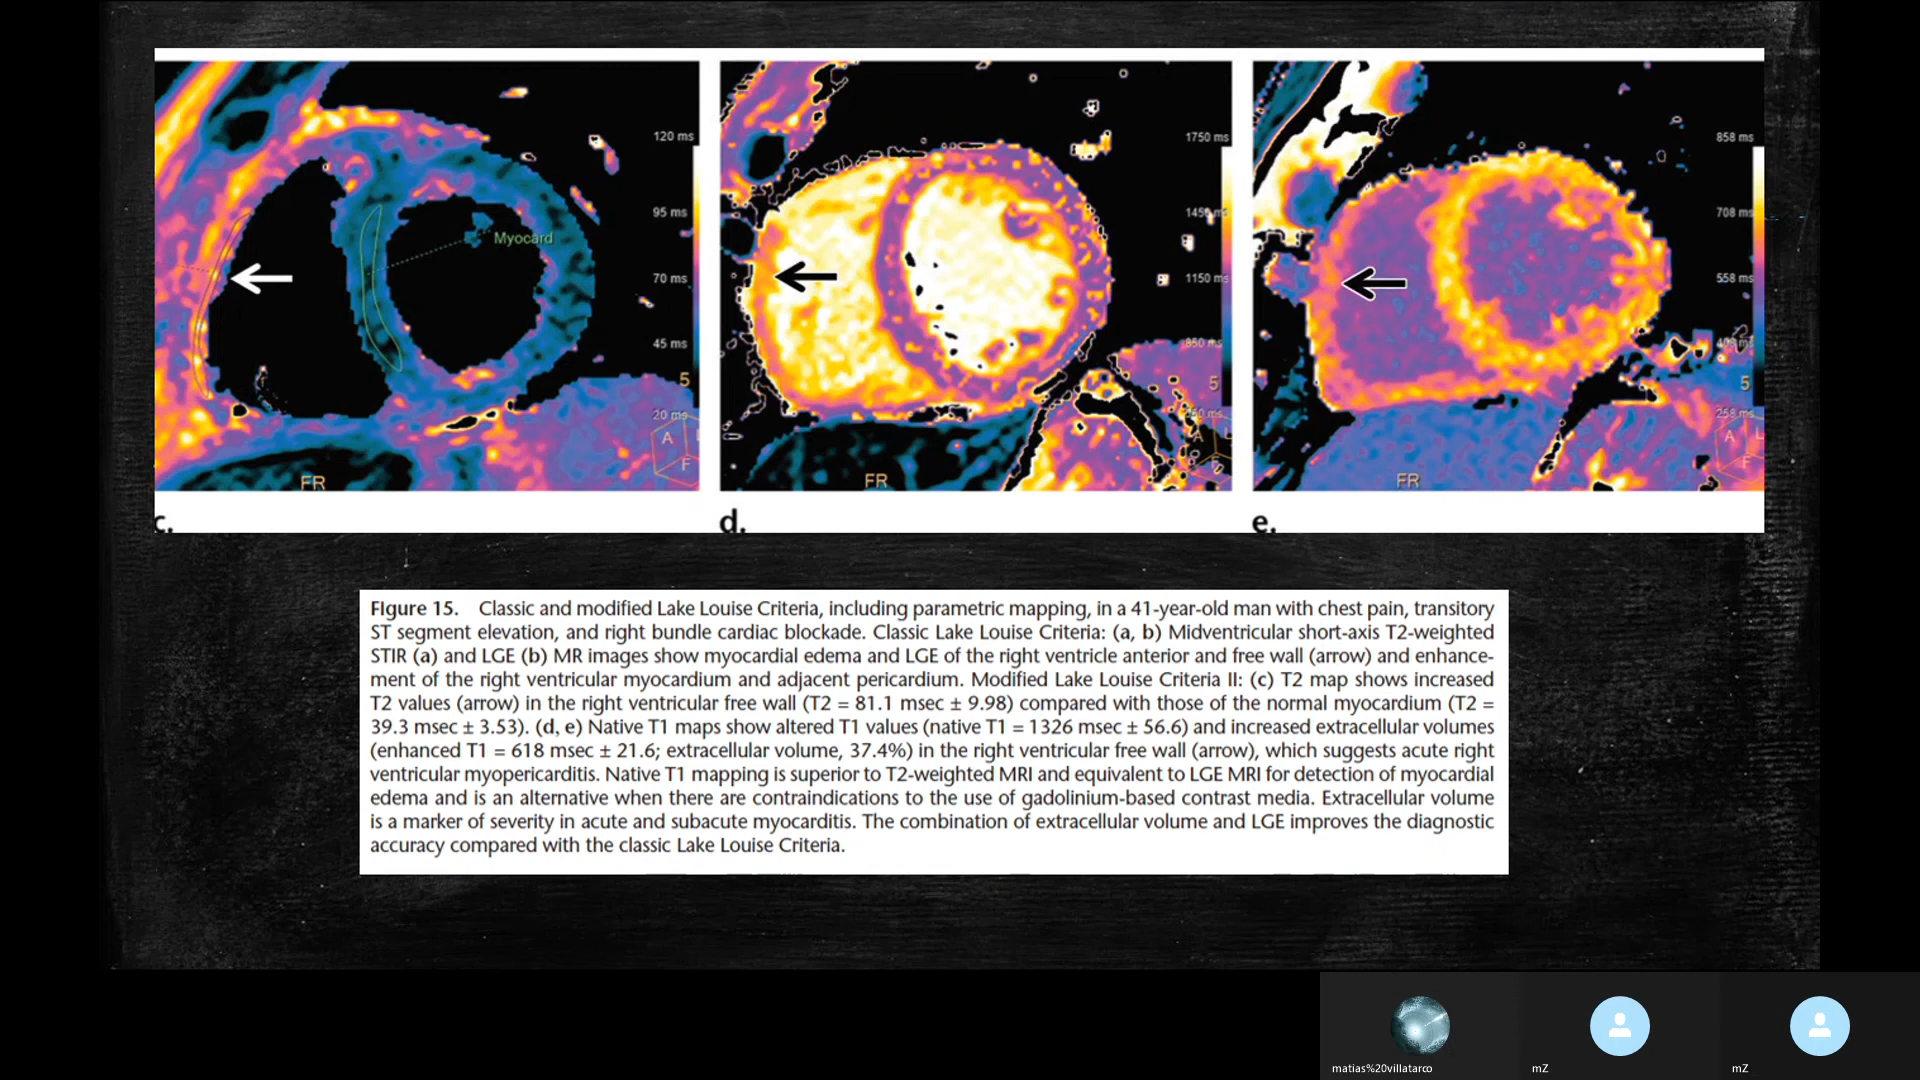 120 ms
95 ms
Myocard
70 ms
45 ms
5
20 ms
A
F
FR
1750 ms
1450 ms
1150 ms
850 ms
5
A
FR
858 ms
708 ms
558 ms
408 ms
5
258 ms
A
F
FR
c.
d.
e.
Figure 15. Classic and modified Lake Louise Criteria, including parametric mapping, in a 41-year-old man with chest pain, transitory
ST segment elevation, and right bundle cardiac blockade. Classic Lake Louise Criteria: (a, b) Midventricular short-axis T2-weighted
STIR (a) and LGE (b) MR images show myocardial edema and LGE of the right ventricle anterior and free wall (arrow) and enhance-
ment of the right ventricular myocardium and adjacent pericardium. Modified Lake Louise Criteria II: (c) T2 map shows increased
T2 values (arrow) in the right ventricular free wall (T2 = 81.1 msec ± 9.98) compared with those of the normal myocardium (T2 =
39.3 msec ± 3.53). (d, e) Native T1 maps show altered T1 values (native T1 = 1326 msec ± 56.6) and increased extracellular volumes
(enhanced T1 = 618 msec ± 21.6; extracellular volume, 37.4%) in the right ventricular free wall (arrow), which suggests acute right
ventricular myopericarditis. Native T1 mapping is superior to T2-weighted MRI and equivalent to LGE MRI for detection of myocardial
edema and is an alternative when there are contraindications to the use of gadolinium-based contrast media. Extracellular volume
is a marker of severity in acute and subacute myocarditis. The combination of extracellular volume and LGE improves the diagnostic
accuracy compared with the classic Lake Louise Criteria.
matias%20villatarco
mZ
mZ